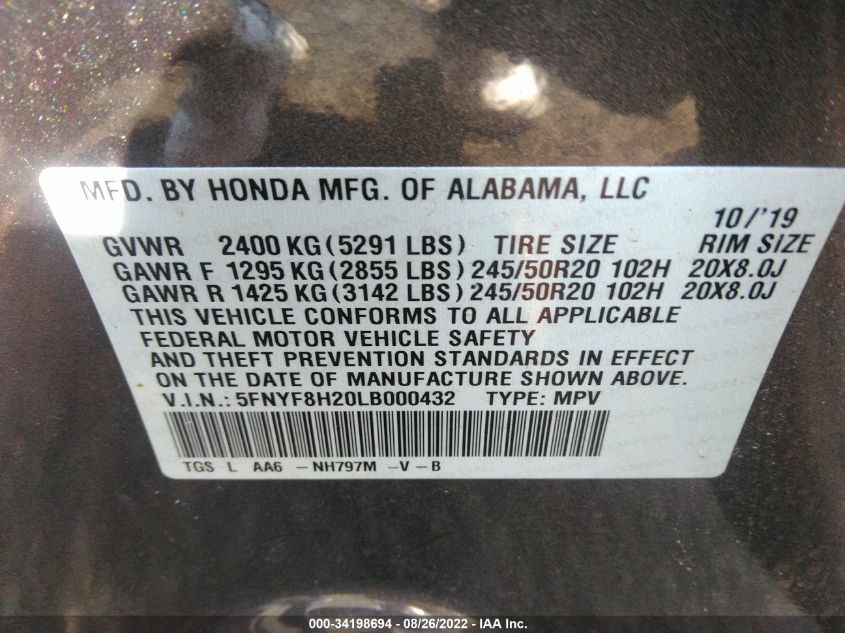 MFD. BY HONDA MFG. OF ALABAMA, LLC
10/'19
GVWR 2400 KG (5291 LBS) TIRE SIZE RIM SIZE
GAWR F 1295 KG (2855 LBS) 245/50R20 102H 20X8.0J
GAWR R 1425 KG (3142 LBS) 245/50R20 102H 20X8.0J
THIS VEHICLE CONFORMS TO ALL APPLICABLE
FEDERAL MOTOR VEHICLE SAFETY
AND THEFT PREVENTION STANDARDS IN EFFECT
ON THE DATE OF MANUFACTURE SHOWN ABOVE.
V.I.N.: 5FNYF8H20LB000432 TYPE: MPV
TGS L AA6 - NH797M -V - B
000-34198694 - 08/26/2022 - IAA Inc.